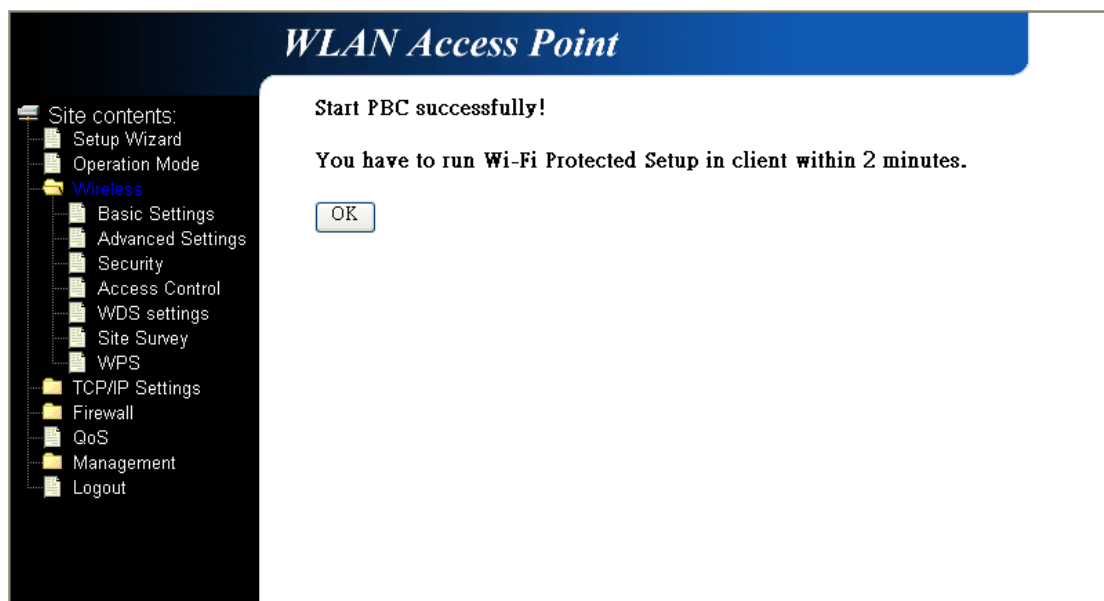 WLAN Access Point
Site contents:
Setup Wizard
Operation Mode
Wireless
Basic Settings
Advanced Settings
Security
Access Control
WDS settings
Site Survey
WPS
TCP/IP Settings
Firewall
QoS
Management
Logout
Start PBC successfully!
You have to run Wi-Fi Protected Setup in client within 2 minutes.
OK